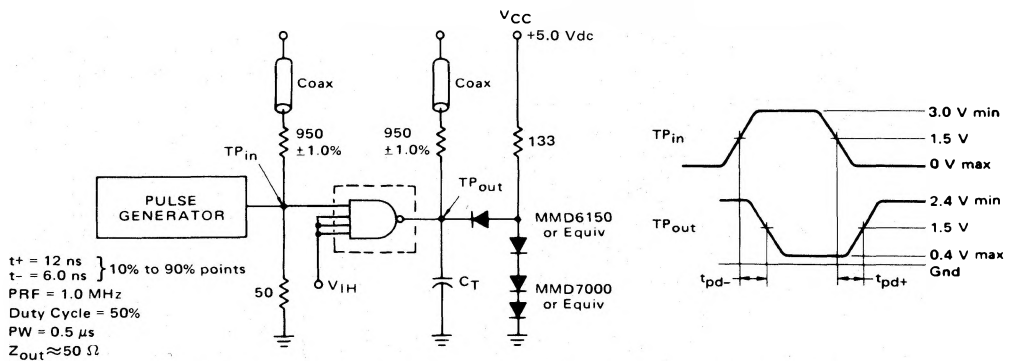 VCC
+5.0 Vdc
Coax
Coax
950
±1.0%
950
±1.0%
133
TPin
TPout
PULSE
GENERATOR
MMD6150
or Equiv
MMD7000
or Equiv
VIH
CT
50
t+ = 12 ns
t− = 6.0 ns
} 10% to 90% points
PRF = 1.0 MHz
Duty Cycle = 50%
PW = 0.5 μs
Zout ≈ 50 Ω
TPin
3.0 V min
1.5 V
0 V max
TPout
2.4 V min
1.5 V
0.4 V max
Gnd
tpd−
tpd+